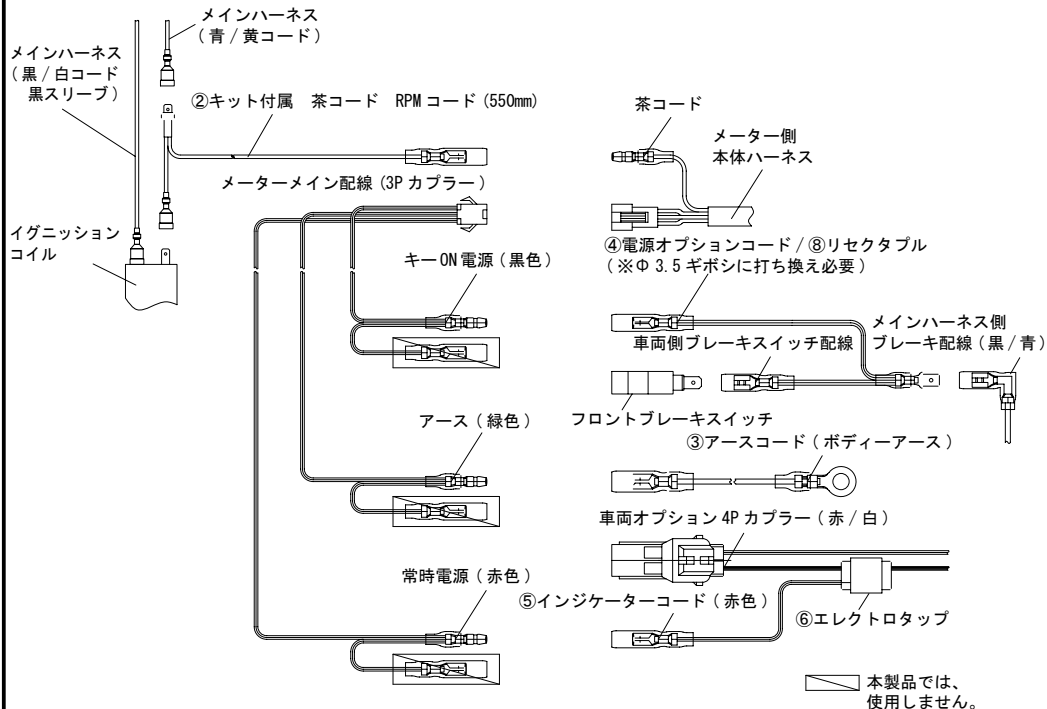 メインハーネス
(青/黄コード)
メインハーネス
(黒/白コード
黒スリーブ)
②キット付属 茶コード RPMコード(550mm)
茶コード
メーター側
本体ハーネス
メーターメイン配線(3Pカプラー)
イグニッション
コイル
④電源オプションコード/⑧リセクタブル
(※Φ3.5ギボシに打ち換え必要)
キーON電源(黒色)
メインハーネス側
ブレーキ配線(黒/青)
車両側ブレーキスイッチ配線
フロントブレーキスイッチ
アース(緑色)
③アースコード(ボディーアース)
車両オプション4Pカプラー(赤/白)
常時電源(赤色)
⑤インジケーターコード(赤色)
⑥エレクトロタップ
本製品では、
使用しません。